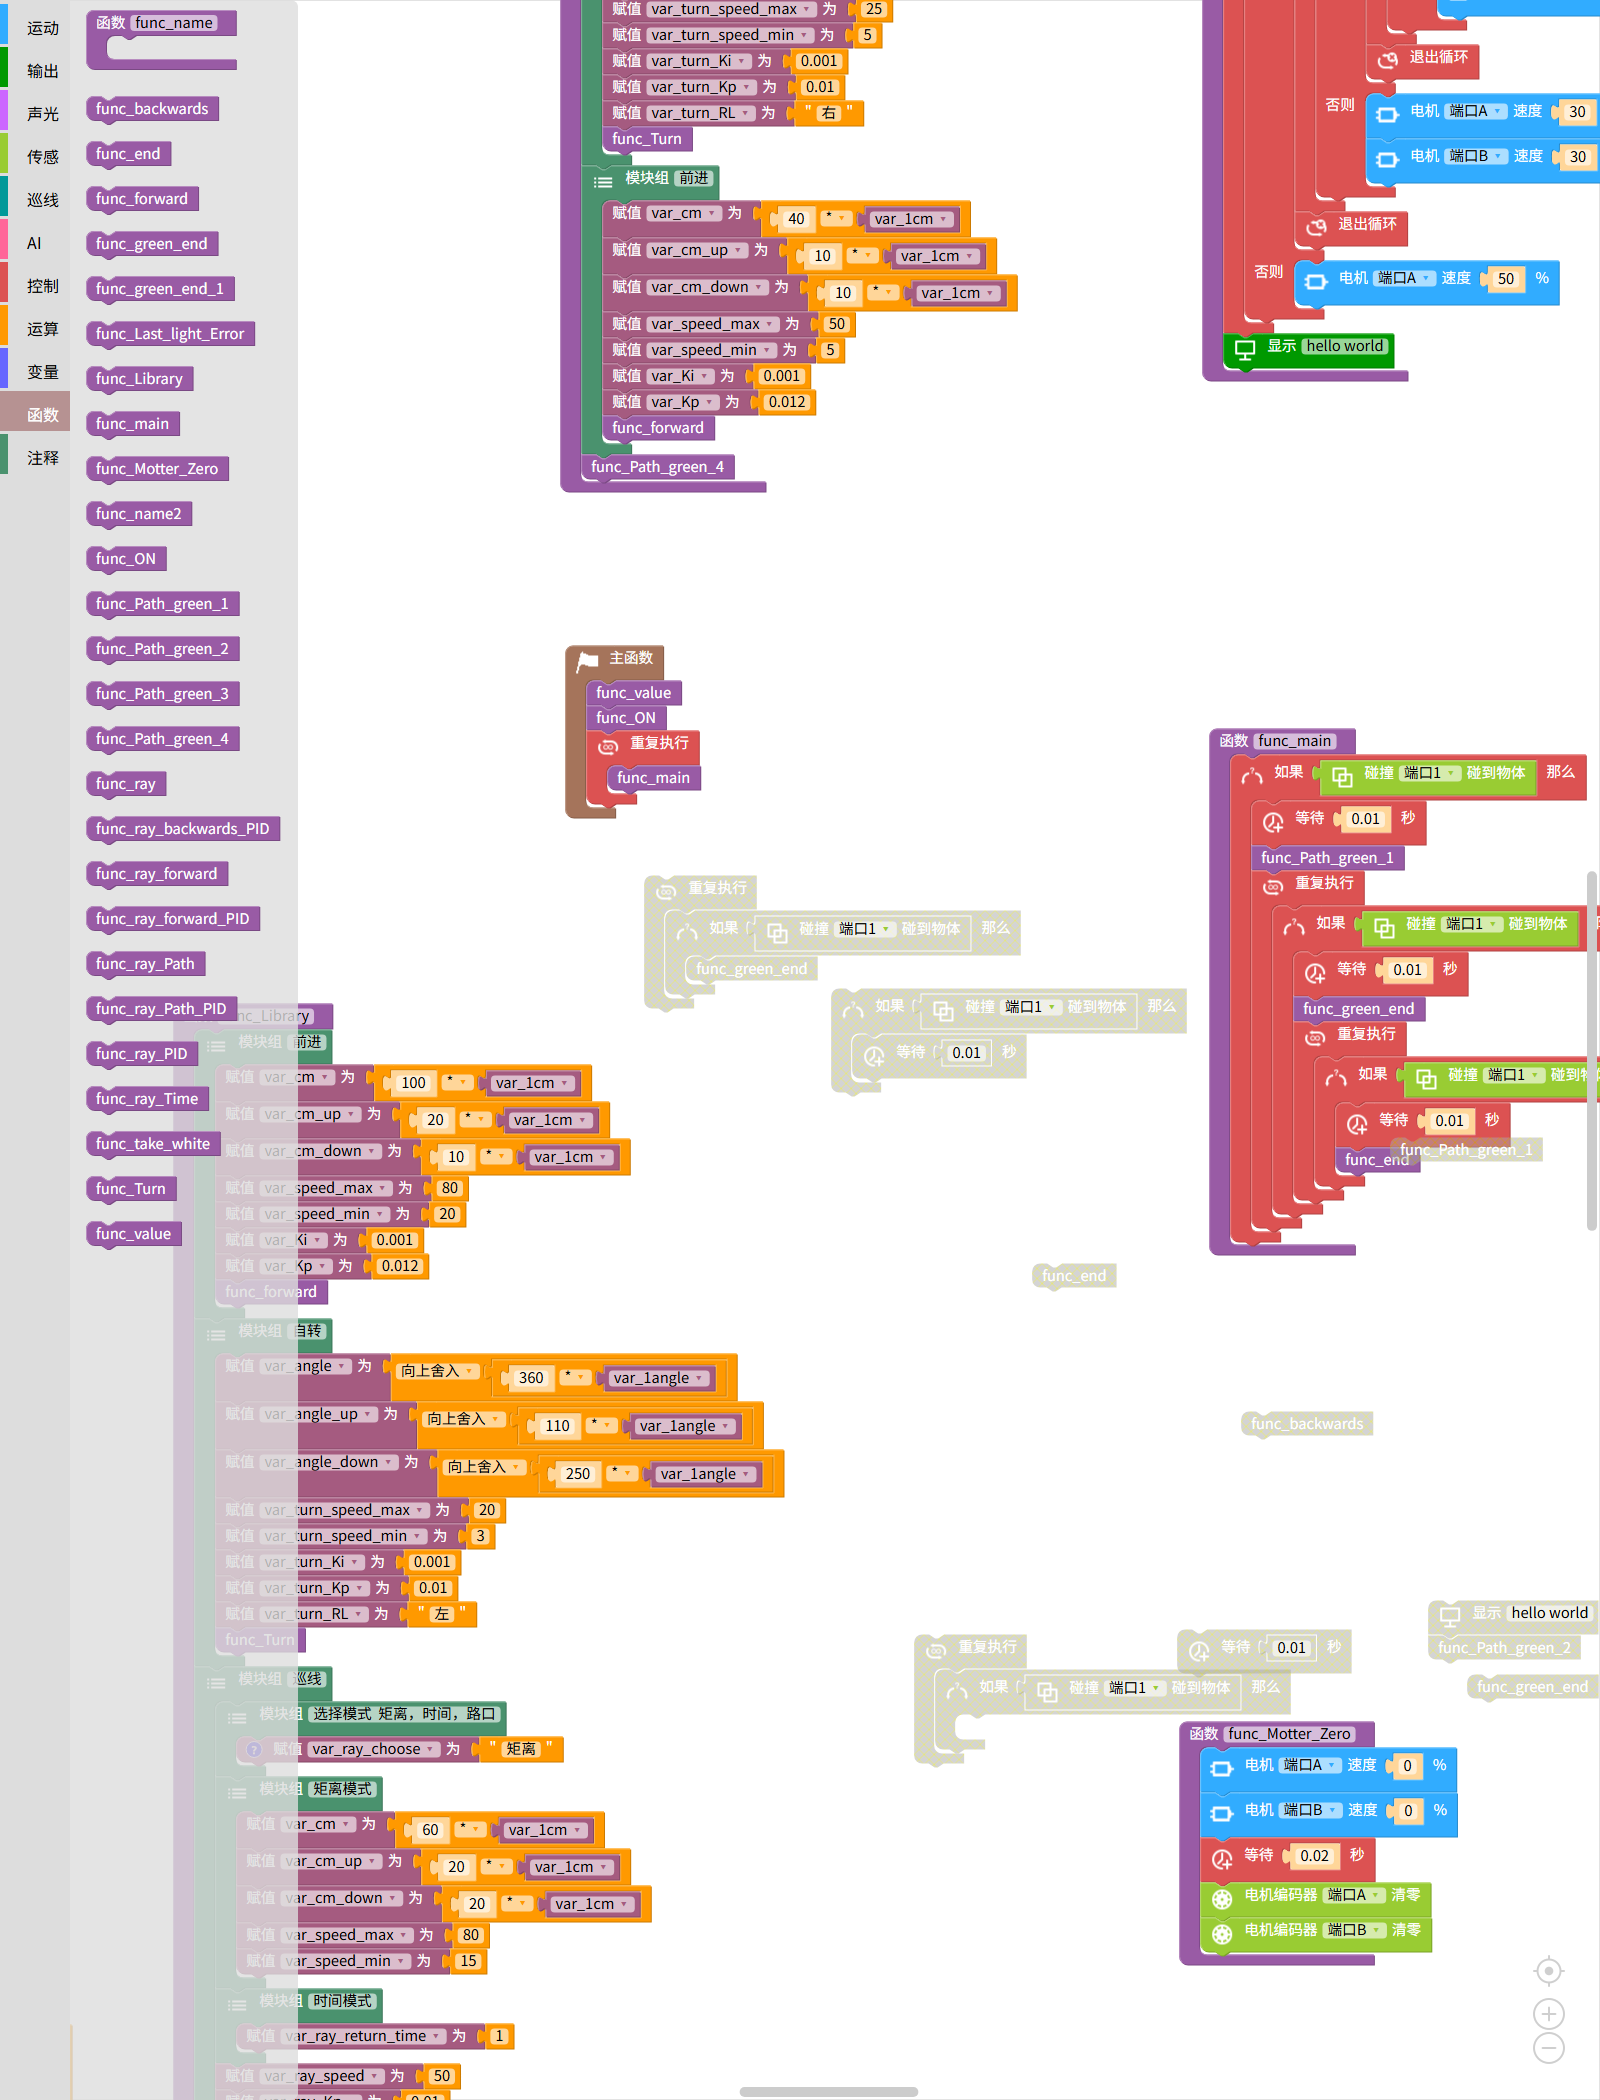 运动
输出
声光
传感
巡线
AI
控制
运算
变量
函数
注释
函数 func_name
func_backwards
func_end
func_forward
func_green_end
func_green_end_1
func_Last_light_Error
func_Library
func_main
func_Motter_Zero
func_name2
func_ON
func_Path_green_1
func_Path_green_2
func_Path_green_3
func_Path_green_4
func_ray
func_ray_backwards_PID
func_ray_forward
func_ray_forward_PID
func_ray_Path
func_ray_Path_PID
func_ray_PID
func_ray_Time
func_take_white
func_Turn
func_value
赋值 var_turn_speed_max 为 25
赋值 var_turn_speed_min 为 5
赋值 var_turn_Ki 为 0.001
赋值 var_turn_Kp 为 0.01
赋值 var_turn_RL 为 " 右 "
func_Turn
模块组 前进
赋值 var_cm 为 40 * var_1cm
赋值 var_cm_up 为 10 * var_1cm
赋值 var_cm_down 为 10 * var_1cm
赋值 var_speed_max 为 50
赋值 var_speed_min 为 5
赋值 var_Ki 为 0.001
赋值 var_Kp 为 0.012
func_forward
func_Path_green_4
退出循环
否则
电机 端口A 速度 30
电机 端口B 速度 30
退出循环
否则
电机 端口A 速度 50 %
显示 hello world
主函数
func_value
func_ON
重复执行
func_main
重复执行
如果 碰撞 端口1 碰到物体 那么
func_green_end
如果 碰撞 端口1 碰到物体 那么
等待 0.01 秒
函数 func_main
如果 碰撞 端口1 碰到物体 那么
等待 0.01 秒
func_Path_green_1
重复执行
如果 碰撞 端口1 碰到物体
等待 0.01 秒
func_green_end
重复执行
如果 碰撞 端口1 碰到物
等待 0.01 秒
func_end
func_Path_green_1
func_end
func_backwards
nc_Library
模块组 前进
赋值 var_cm 为 100 * var_1cm
赋值 var_cm_up 为 20 * var_1cm
赋值 var_cm_down 为 10 * var_1cm
赋值 var_speed_max 为 80
赋值 var_speed_min 为 20
赋值 var_Ki 为 0.001
赋值 var_Kp 为 0.012
func_forward
模块组 自转
赋值 var_angle 为 向上舍入 360 * var_1angle
赋值 var_angle_up 为 向上舍入 110 * var_1angle
赋值 var_angle_down 为 向上舍入 250 * var_1angle
赋值 var_turn_speed_max 为 20
赋值 var_turn_speed_min 为 3
赋值 var_turn_Ki 为 0.001
赋值 var_turn_Kp 为 0.01
赋值 var_turn_RL 为 " 左 "
func_Turn
模块组 巡线
模块组 选择模式 距离，时间，路口
? 赋值 var_ray_choose 为 " 距离 "
模块组 距离模式
赋值 var_cm 为 60 * var_1cm
赋值 var_cm_up 为 20 * var_1cm
赋值 var_cm_down 为 20 * var_1cm
赋值 var_speed_max 为 80
赋值 var_speed_min 为 15
模块组 时间模式
赋值 var_ray_return_time 为 1
赋值 var_ray_speed 为 50
重复执行
如果 碰撞 端口1 碰到物体 那么
等待 0.01 秒
显示 hello world
func_Path_green_2
func_green_end
函数 func_Motter_Zero
电机 端口A 速度 0 %
电机 端口B 速度 0 %
等待 0.02 秒
电机编码器 端口A 清零
电机编码器 端口B 清零